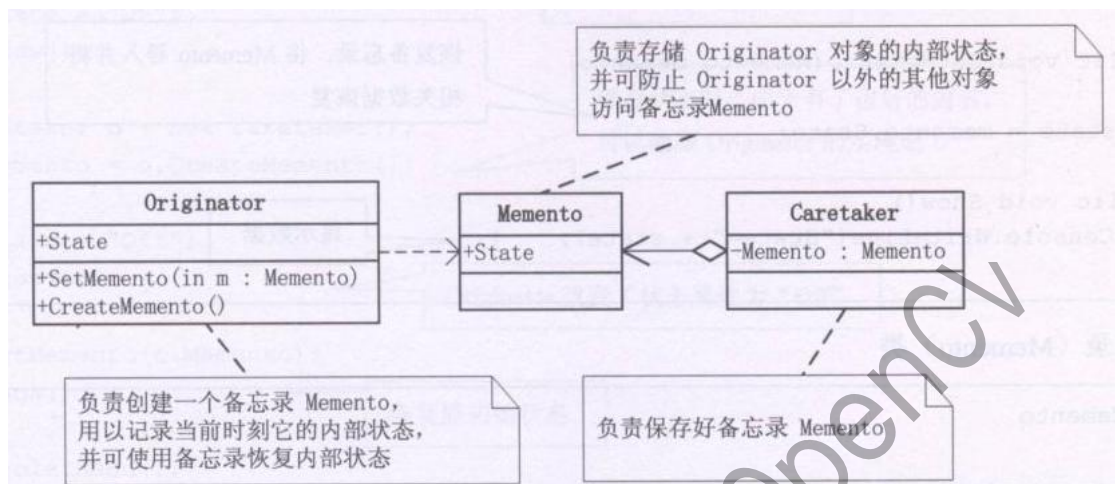 负责存储 Originator 对象的内部状态,
并可防止 Originator 以外的其他对象
访问备忘录Memento
Originator
+State
+SetMemento(in m : Memento)
+CreateMemento()
Memento
+State
Caretaker
-Memento : Memento
负责创建一个备忘录 Memento,
用以记录当前时刻它的内部状态,
并可使用备忘录恢复内部状态
负责保存好备忘录 Memento
OpenCV